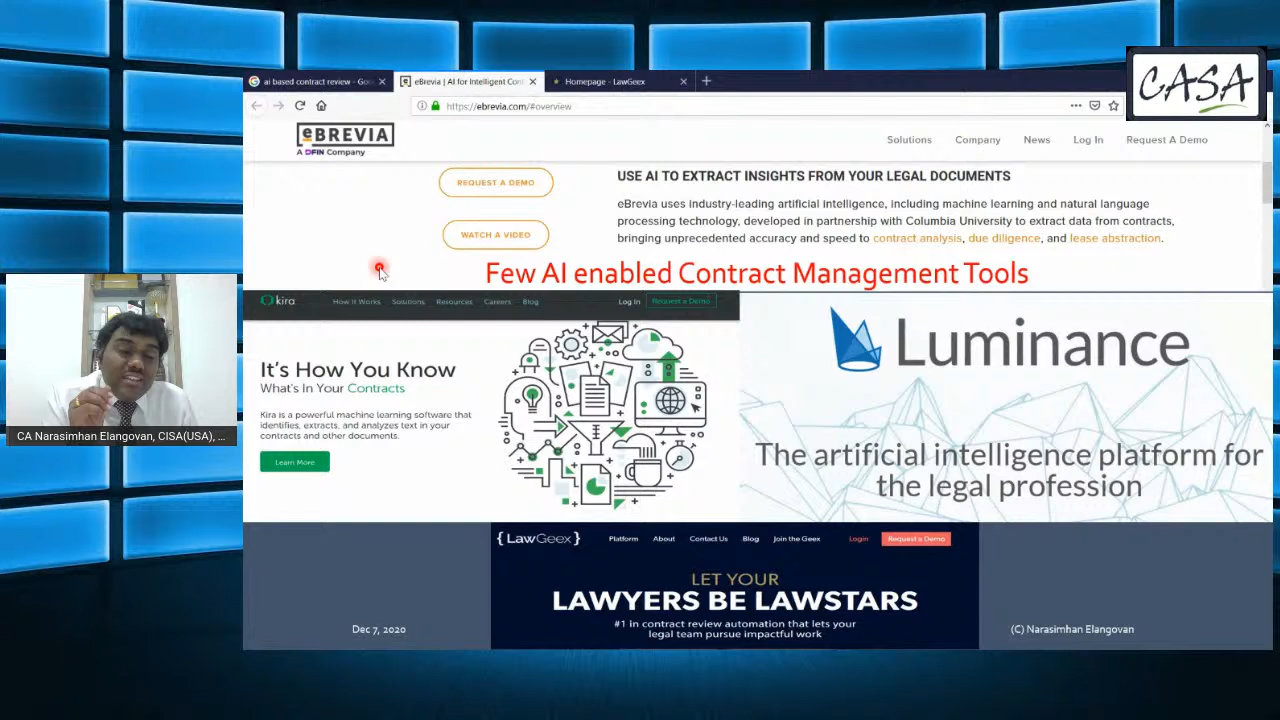 CASA
ai based contract review - Goo
eBrevia | AI for Intelligent Con
Homepage - LawGeex
https://ebrevia.com/#overview
eBREVIA
A DFIN Company
Solutions
Company
News
Log In
Request A Demo
REQUEST A DEMO
WATCH A VIDEO
USE AI TO EXTRACT INSIGHTS FROM YOUR LEGAL DOCUMENTS
eBrevia uses industry-leading artificial intelligence, including machine learning and natural language
processing technology, developed in partnership with Columbia University to extract data from contracts,
bringing unprecedented accuracy and speed to contract analysis, due diligence, and lease abstraction.
Few AI enabled Contract Management Tools
kira
How It Works
Solutions
Resources
Careers
Blog
Log In
Request a Demo
It's How You Know
What's In Your Contracts
Kira is a powerful machine learning software that
identifies, extracts, and analyzes text in your
contracts and other documents.
Learn More
Luminance
The artificial intelligence platform for
the legal profession
CA Narasimhan Elangovan, CISA(USA), ...
{LawGeex}
Platform
About
Contact Us
Blog
Join the Geex
Login
Request a Demo
LET YOUR
LAWYERS BE LAWSTARS
#1 in contract review automation that lets your
legal team pursue impactful work
Dec 7, 2020
(C) Narasimhan Elangovan